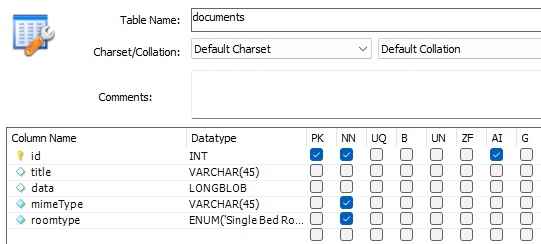 Table Name: documents
Charset/Collation: Default Charset Default Collation
Comments:
Column Name Datatype PK NN UQ B UN ZF AI G
id INT
title VARCHAR(45)
data LONGBLOB
mimeType VARCHAR(45)
roomtype ENUM('Single Bed Ro...